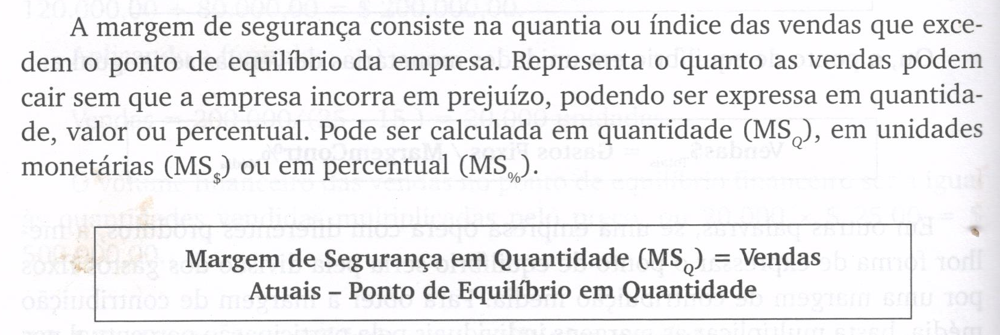 A margem de segurança consiste na quantia ou índice das vendas que exce-
dem o ponto de equilíbrio da empresa. Representa o quanto as vendas podem
cair sem que a empresa incorra em prejuízo, podendo ser expressa em quantida-
de, valor ou percentual. Pode ser calculada em quantidade (MSQ), em unidades
monetárias (MS$) ou em percentual (MS%).
Margem de Segurança em Quantidade (MSQ) = Vendas
Atuais – Ponto de Equilíbrio em Quantidade